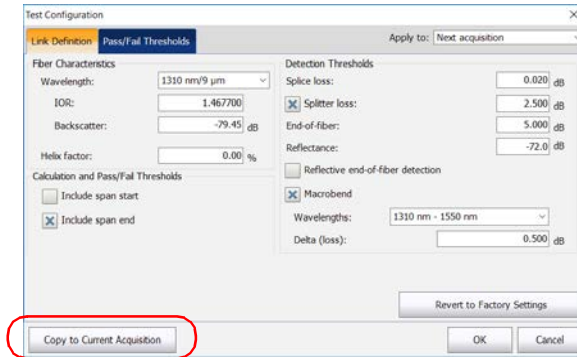 Test Configuration
Link Definition
Pass/Fail Thresholds
Apply to: Next acquisition
Fiber Characteristics
Wavelength: 1310 nm/9 µm
IOR: 1.467700
Backscatter: -79.45 dB
Helix factor: 0.00 %
Calculation and Pass/Fail Thresholds
Include span start
Include span end
Detection Thresholds
Splice loss: 0.020 dB
Splitter loss: 2.500 dB
End-of-fiber: 5.000 dB
Reflectance: -72.0 dB
Reflective end-of-fiber detection
Macrobend
Wavelengths: 1310 nm - 1550 nm
Delta (loss): 0.500 dB
Revert to Factory Settings
Copy to Current Acquisition
OK
Cancel